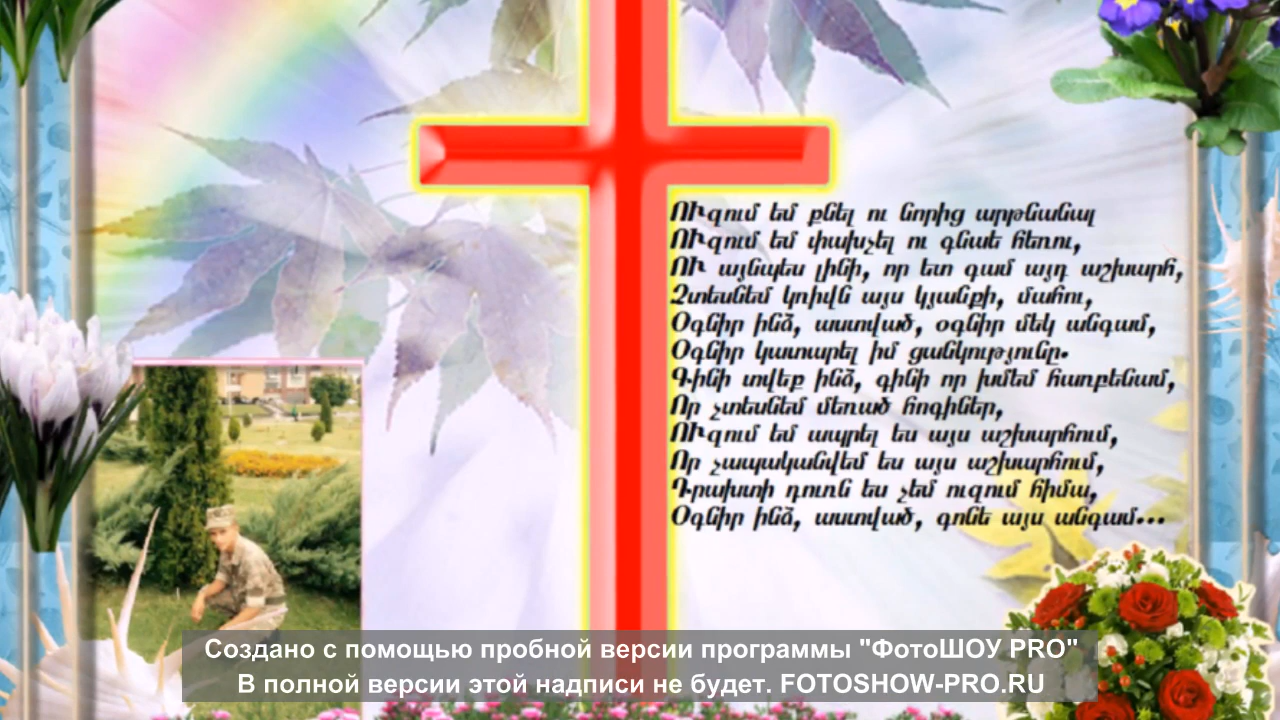 ՈՒզում եմ քնել ու նորից արթնանալ
ՈՒզում եմ փախչել ու գնամ հեռու,
ՈՒ այնպես լինի, որ ետ գամ այդ աշխարհ,
Չտեսնեմ կռիվն այս կյանքի, մահու,
Օգնիր ինձ, աստված, օգնիր մեկ անգամ,
Օգնիր կատարել իմ ցանկությունը.
Գինի տվեք ինձ, գինի որ խմեմ հարբենամ,
Որ չտեսնեմ մեռած հոգիներ,
ՈՒզում եմ ապրել ես այս աշխարհում,
Որ չապականվեմ ես այս աշխարհում,
Դրախտի դուռն ես չեմ ուզում հիմա,
Օգնիր ինձ, աստված, գոնե այս անգամ...
Создано с помощью пробной версии программы "ФотоШОУ PRO"
В полной версии этой надписи не будет. FOTOSHOW-PRO.RU